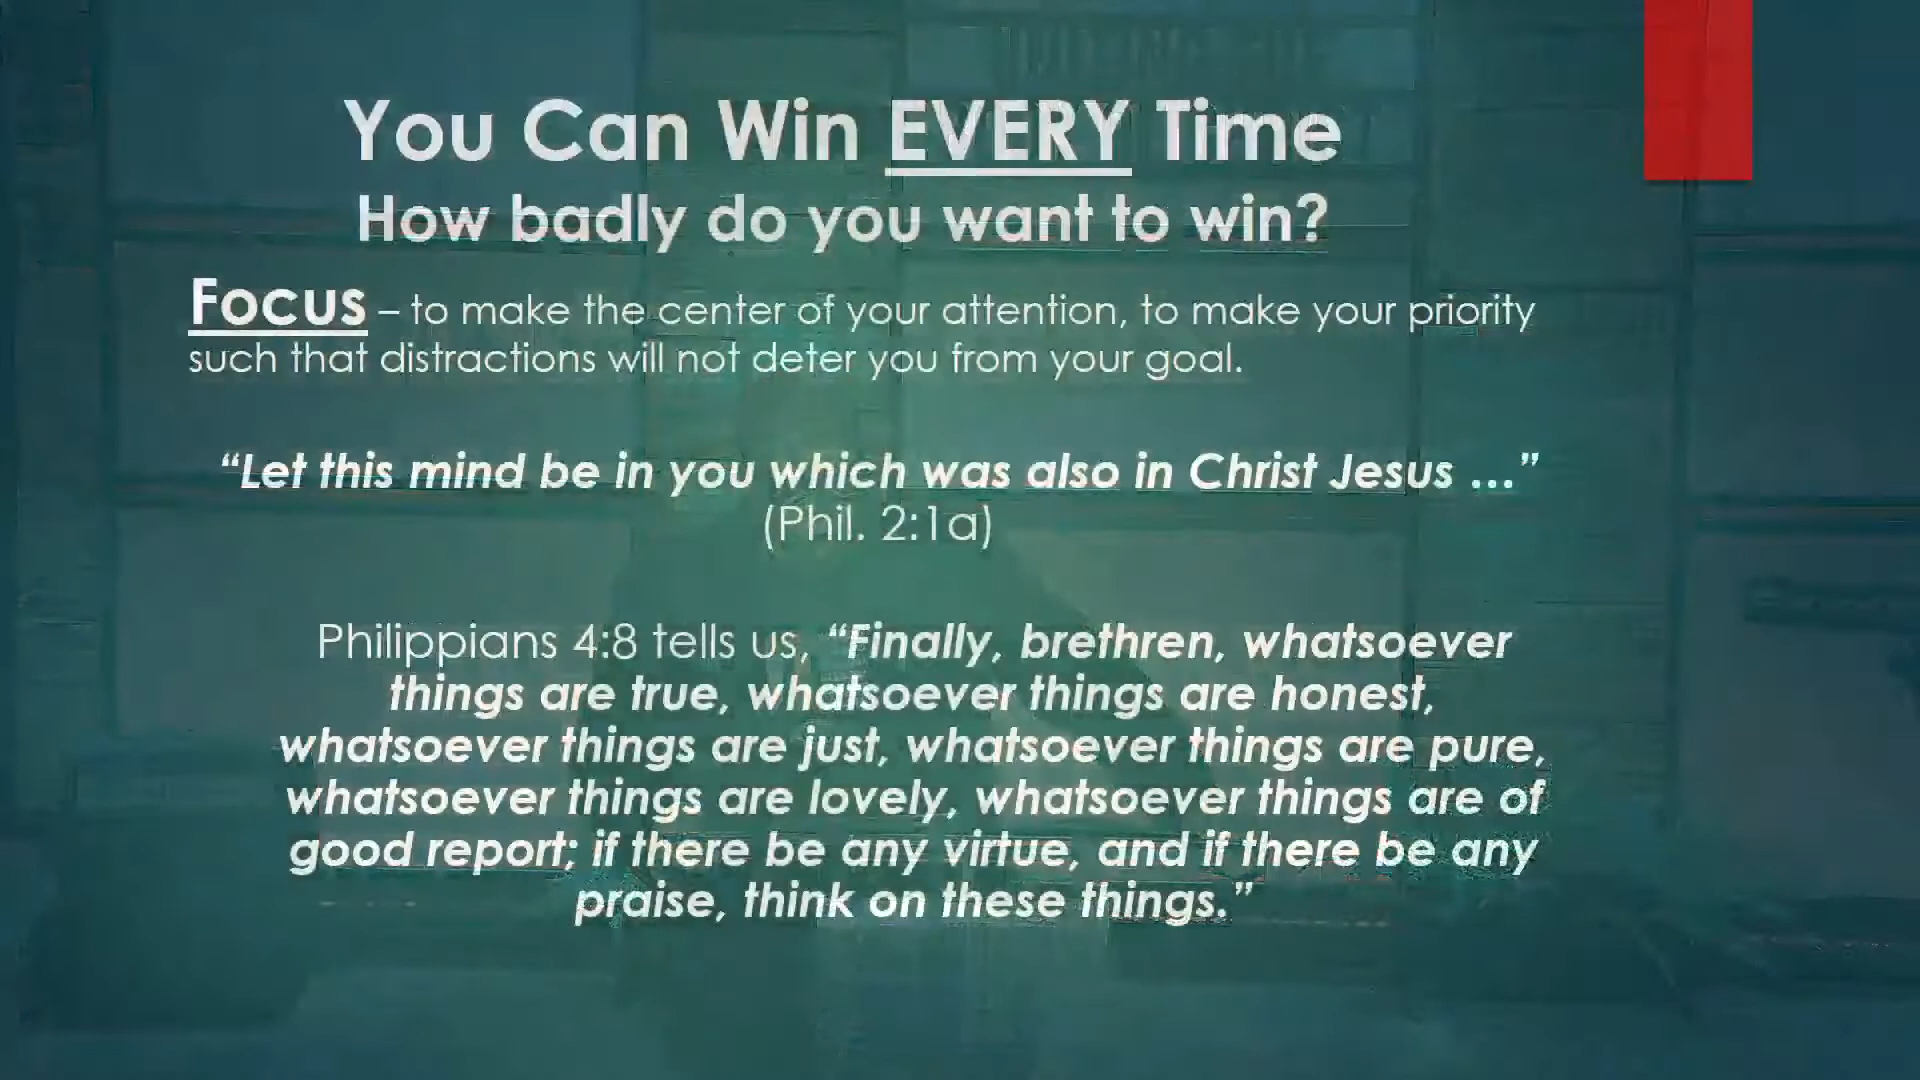 You Can Win EVERY Time
How badly do you want to win?
Focus – to make the center of your attention, to make your priority
such that distractions will not deter you from your goal.
“Let this mind be in you which was also in Christ Jesus …”
(Phil. 2:1a)
Philippians 4:8 tells us, “Finally, brethren, whatsoever
things are true, whatsoever things are honest,
whatsoever things are just, whatsoever things are pure,
whatsoever things are lovely, whatsoever things are of
good report; if there be any virtue, and if there be any
praise, think on these things.”